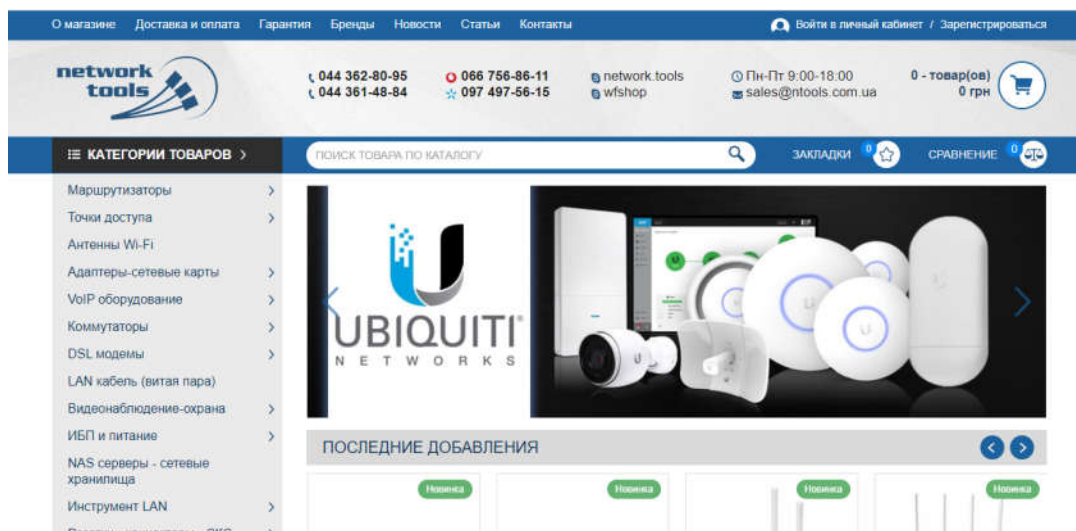 О магазине Доставка и оплата Гарантия Бренды Новости Статьи Контакты Войти в личный кабинет / Зарегистрироваться
network
tools
044 362-80-95 066 756-86-11 network.tools Пн-Пт 9:00-18:00 0 - товар(ов)
044 361-48-84 097 497-56-15 wfshop sales@ntools.com.ua 0 грн
КАТЕГОРИИ ТОВАРОВ ПОИСК ТОВАРА ПО КАТАЛОГУ ЗАКЛАДКИ 0 СРАВНЕНИЕ 0
Маршрутизаторы
Точки доступа
Антенны Wi-Fi
Адаптеры-сетевые карты
VoIP оборудование
Коммутаторы
DSL модемы
LAN кабель (витая пара)
Видеонаблюдение-охрана
ИБП и питание
NAS серверы - сетевые
хранилища
Инструмент LAN
UBIQUITI
NETWORKS
ПОСЛЕДНИЕ ДОБАВЛЕНИЯ
Новинка Новинка Новинка Новинка